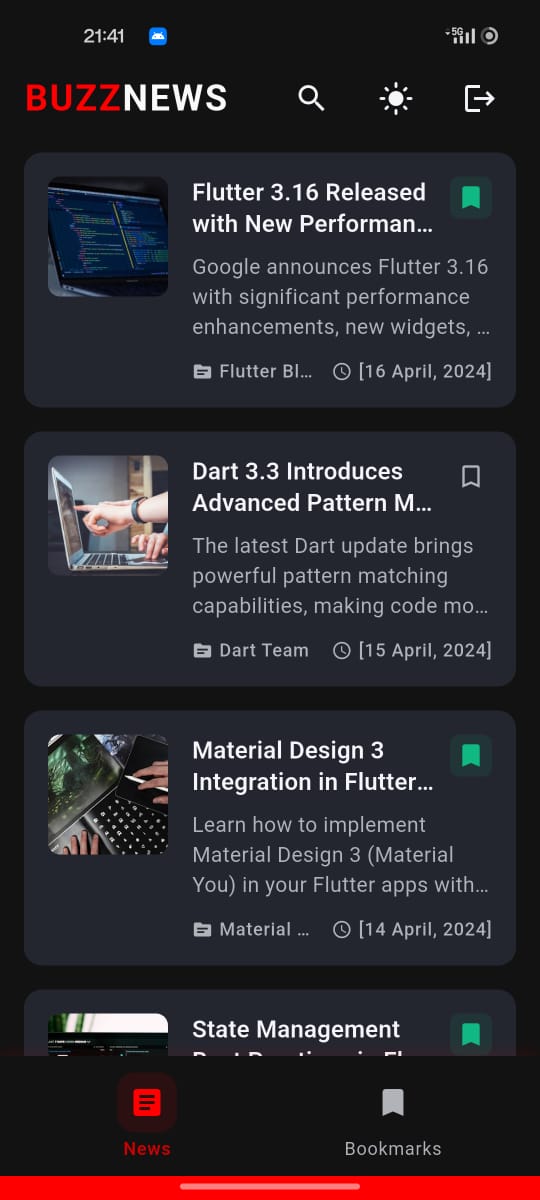 21:41
5G
BUZZNEWS
Flutter 3.16 Released
with New Performan…
Google announces Flutter 3.16
with significant performance
enhancements, new widgets, …
Flutter Bl… [16 April, 2024]
Dart 3.3 Introduces
Advanced Pattern M…
The latest Dart update brings
powerful pattern matching
capabilities, making code mo…
Dart Team [15 April, 2024]
Material Design 3
Integration in Flutter…
Learn how to implement
Material Design 3 (Material
You) in your Flutter apps with…
Material … [14 April, 2024]
State Management
News
Bookmarks